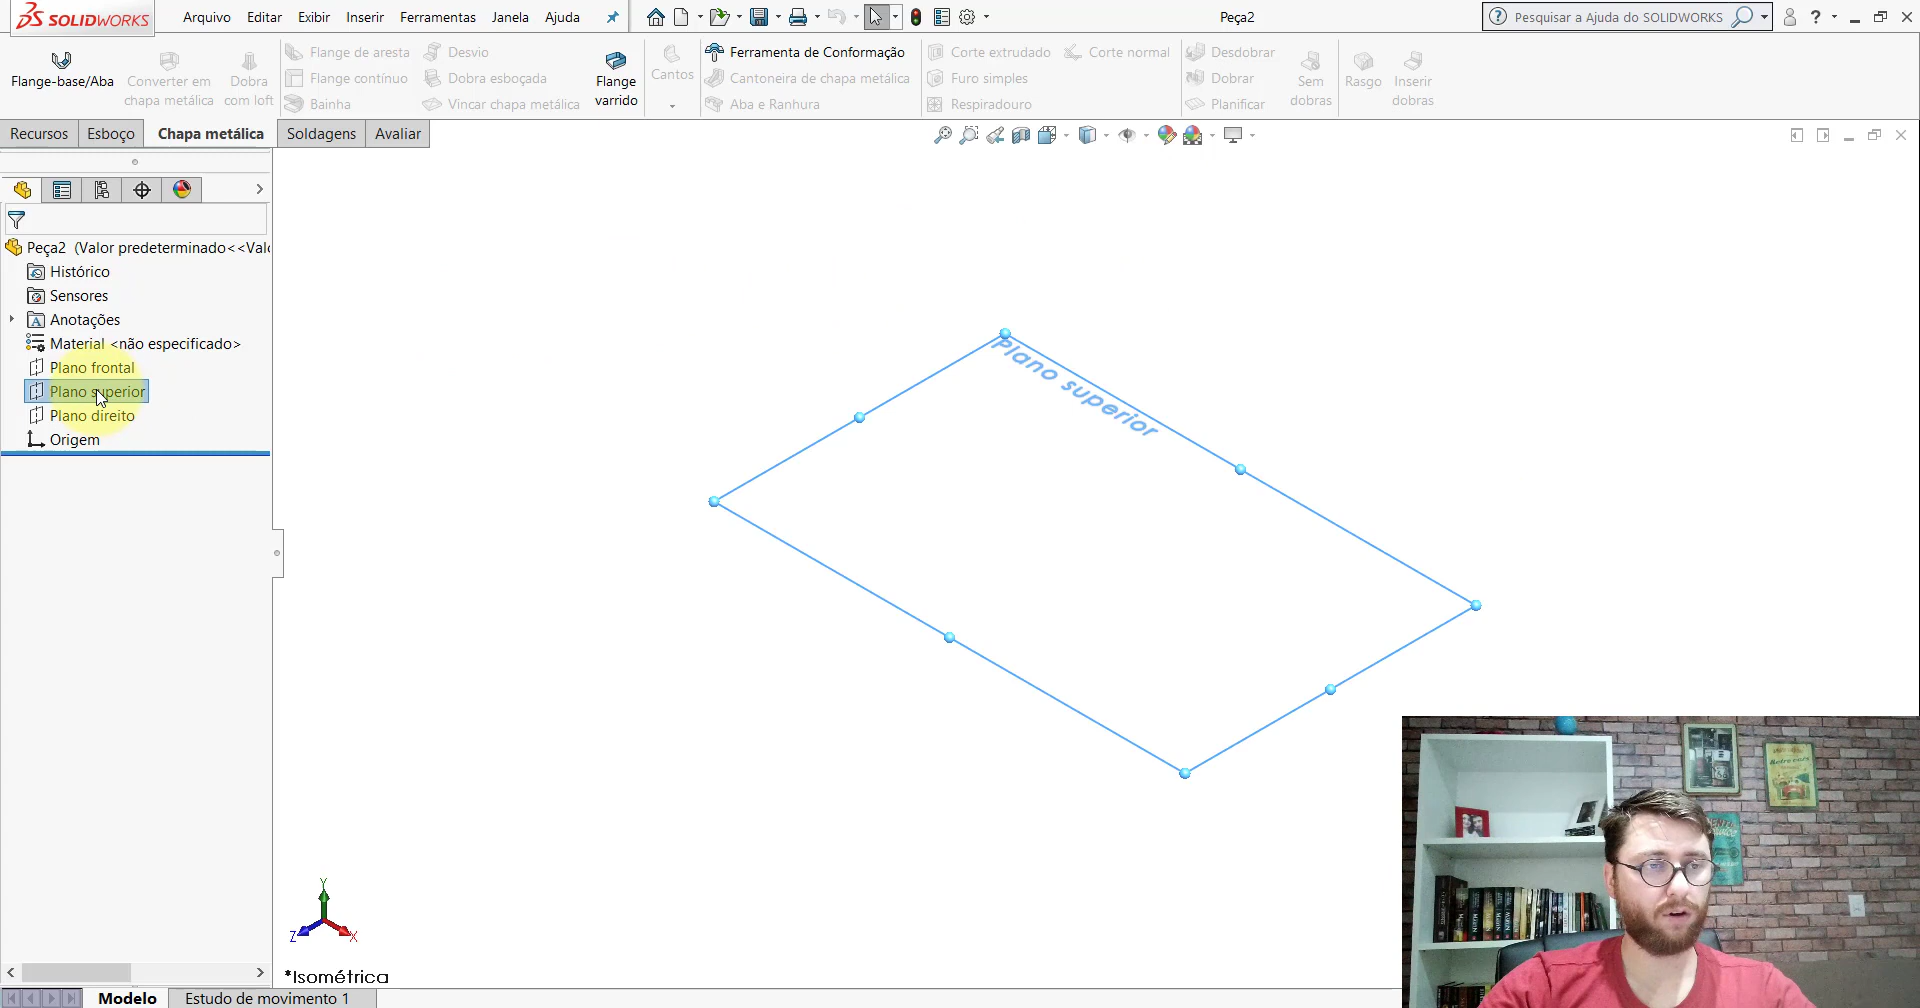 SOLIDWORKS
Arquivo Editar Exibir Inserir Ferramentas Janela Ajuda
Peça2
Pesquisar a Ajuda do SOLIDWORKS
Flange-base/Aba
Converter em chapa metálica
Dobra com loft
Flange de aresta
Flange contínuo
Bainha
Desvio
Dobra esboçada
Vincar chapa metálica
Flange varrido
Cantos
Ferramenta de Conformação
Cantoneira de chapa metálica
Aba e Ranhura
Corte extrudado
Furo simples
Respiradouro
Corte normal
Desdobrar
Dobrar
Planificar
Sem dobras
Rasgo
Inserir dobras
Recursos Esboço Chapa metálica Soldagens Avaliar
Peça2 (Valor predeterminado<<Valo
Histórico
Sensores
Anotações
Material <não especificado>
Plano frontal
Plano superior
Plano direito
Origem
Plano superior
Y
Z
X
*Isométrica
Modelo Estudo de movimento 1